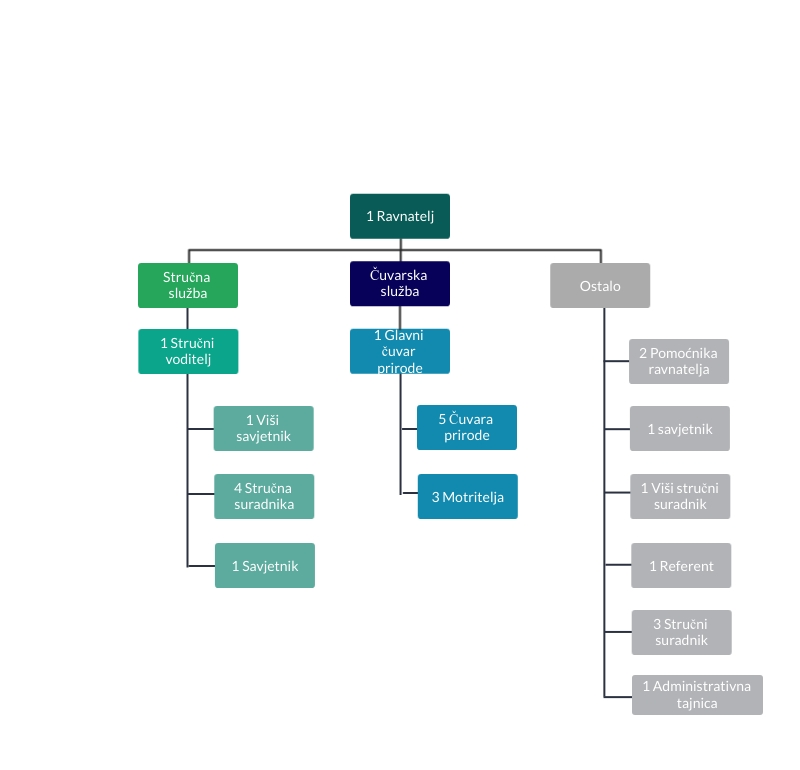 1 Ravnatelj
Stručna
služba
1 Stručni
voditelj
1 Viši
savjetnik
4 Stručna
suradnika
1 Savjetnik
Čuvarska
služba
1 Glavni
čuvar
prirode
5 Čuvara
prirode
3 Motritelja
Ostalo
2 Pomoćnika
ravnatelja
1 savjetnik
1 Viši stručni
suradnik
1 Referent
3 Stručni
suradnik
1 Administrativna
tajnica